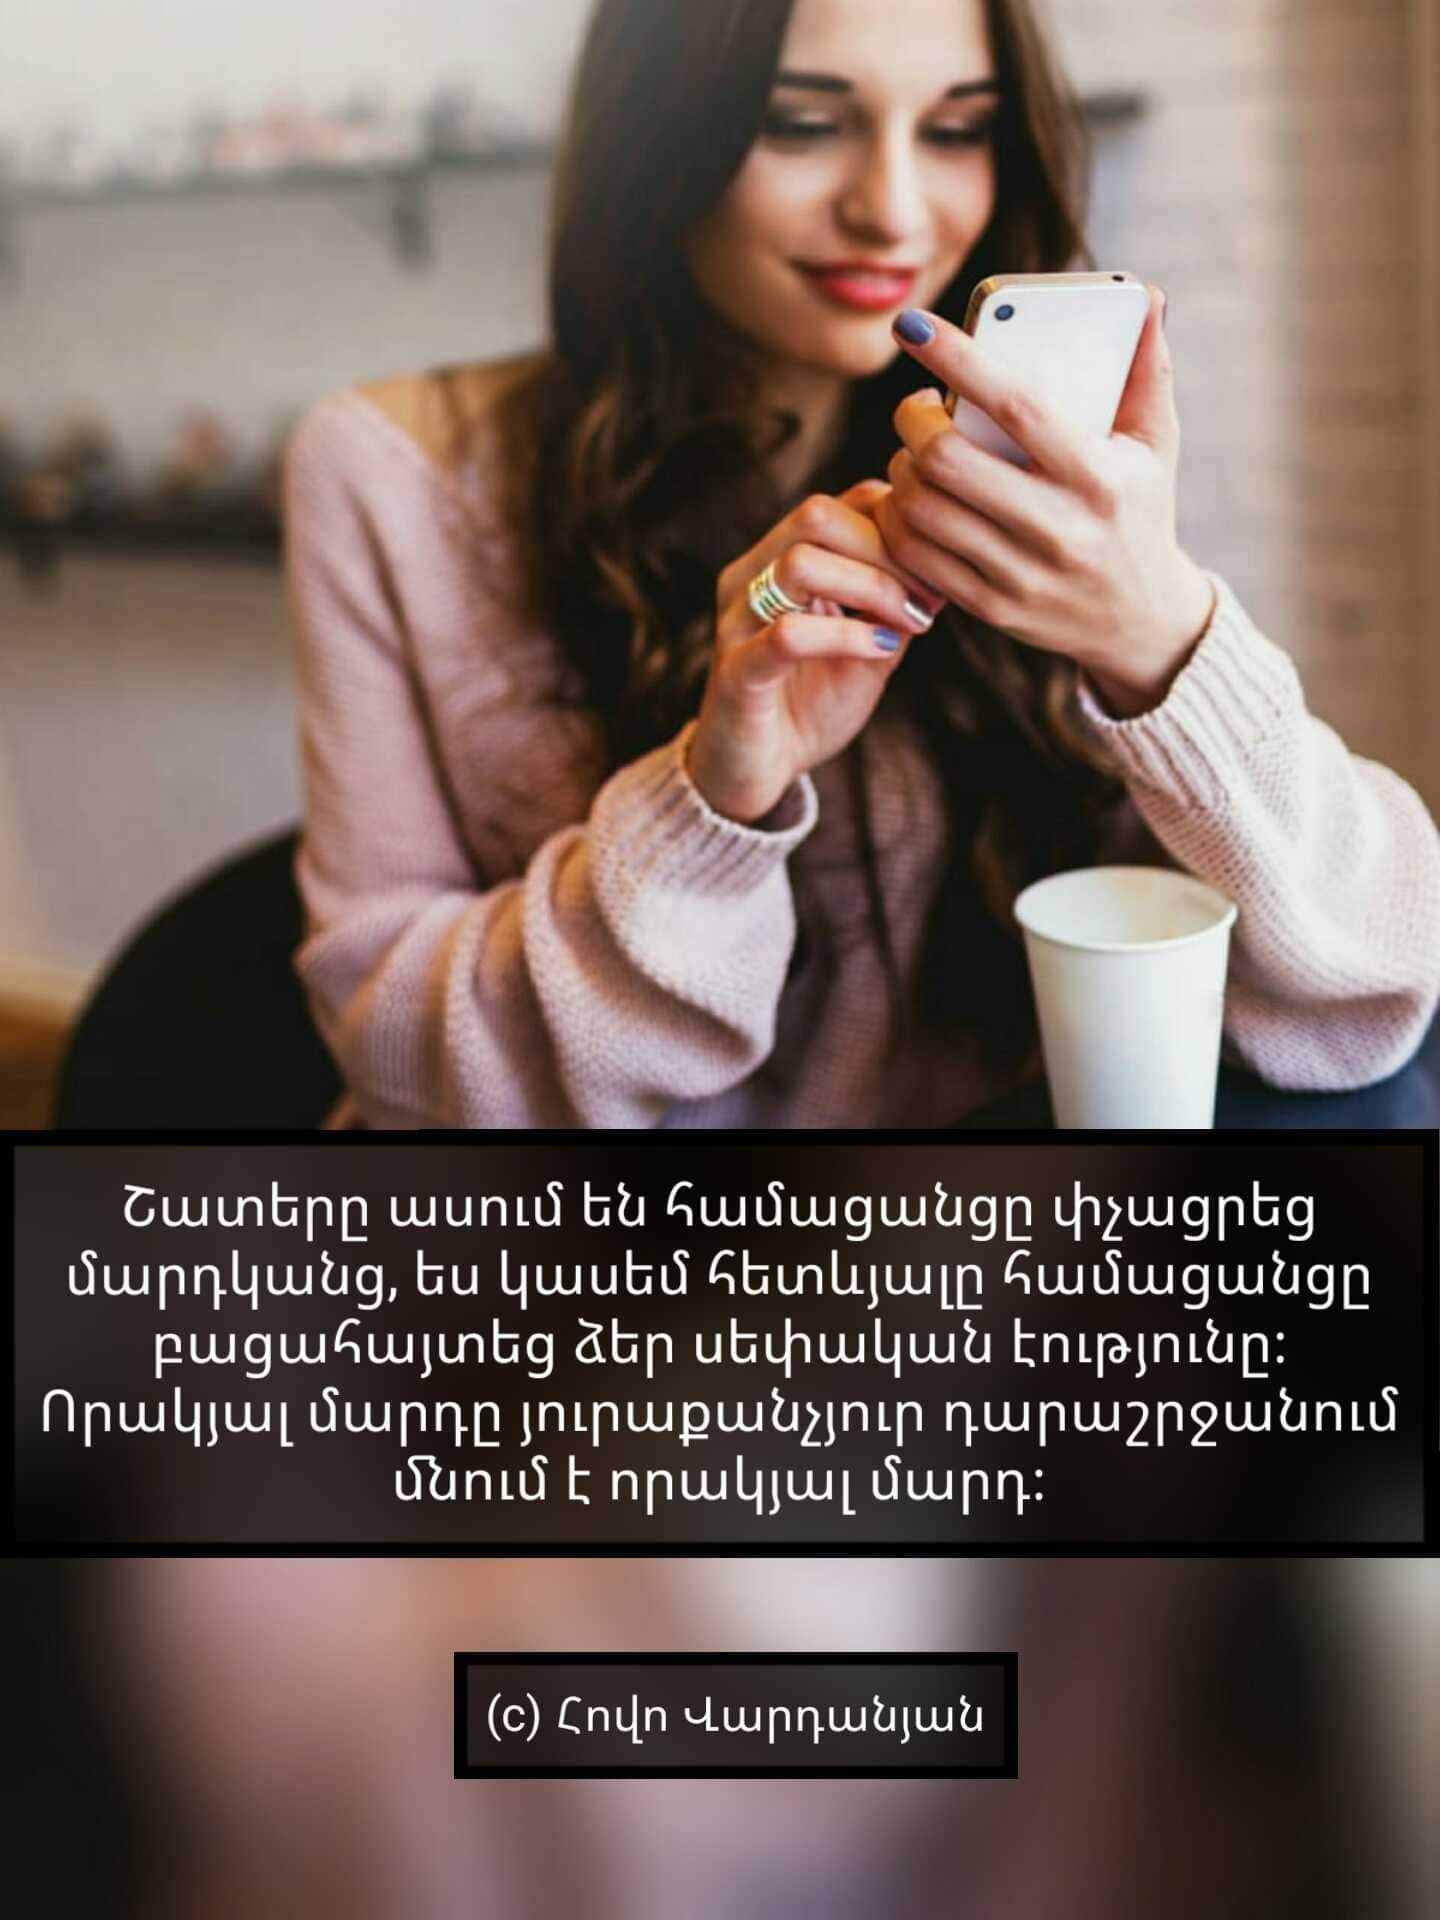 Շատերը ասում են համացանցը փչացրեց
մարդկանց, ես կասեմ հետևյալը համացանցը
բացահայտեց ձեր սեփական էությունը:
Որակյալ մարդը յուրաքանչյուր դարաշրջանում
մնում է որակյալ մարդ:
(c) Հովո Վարդանյան